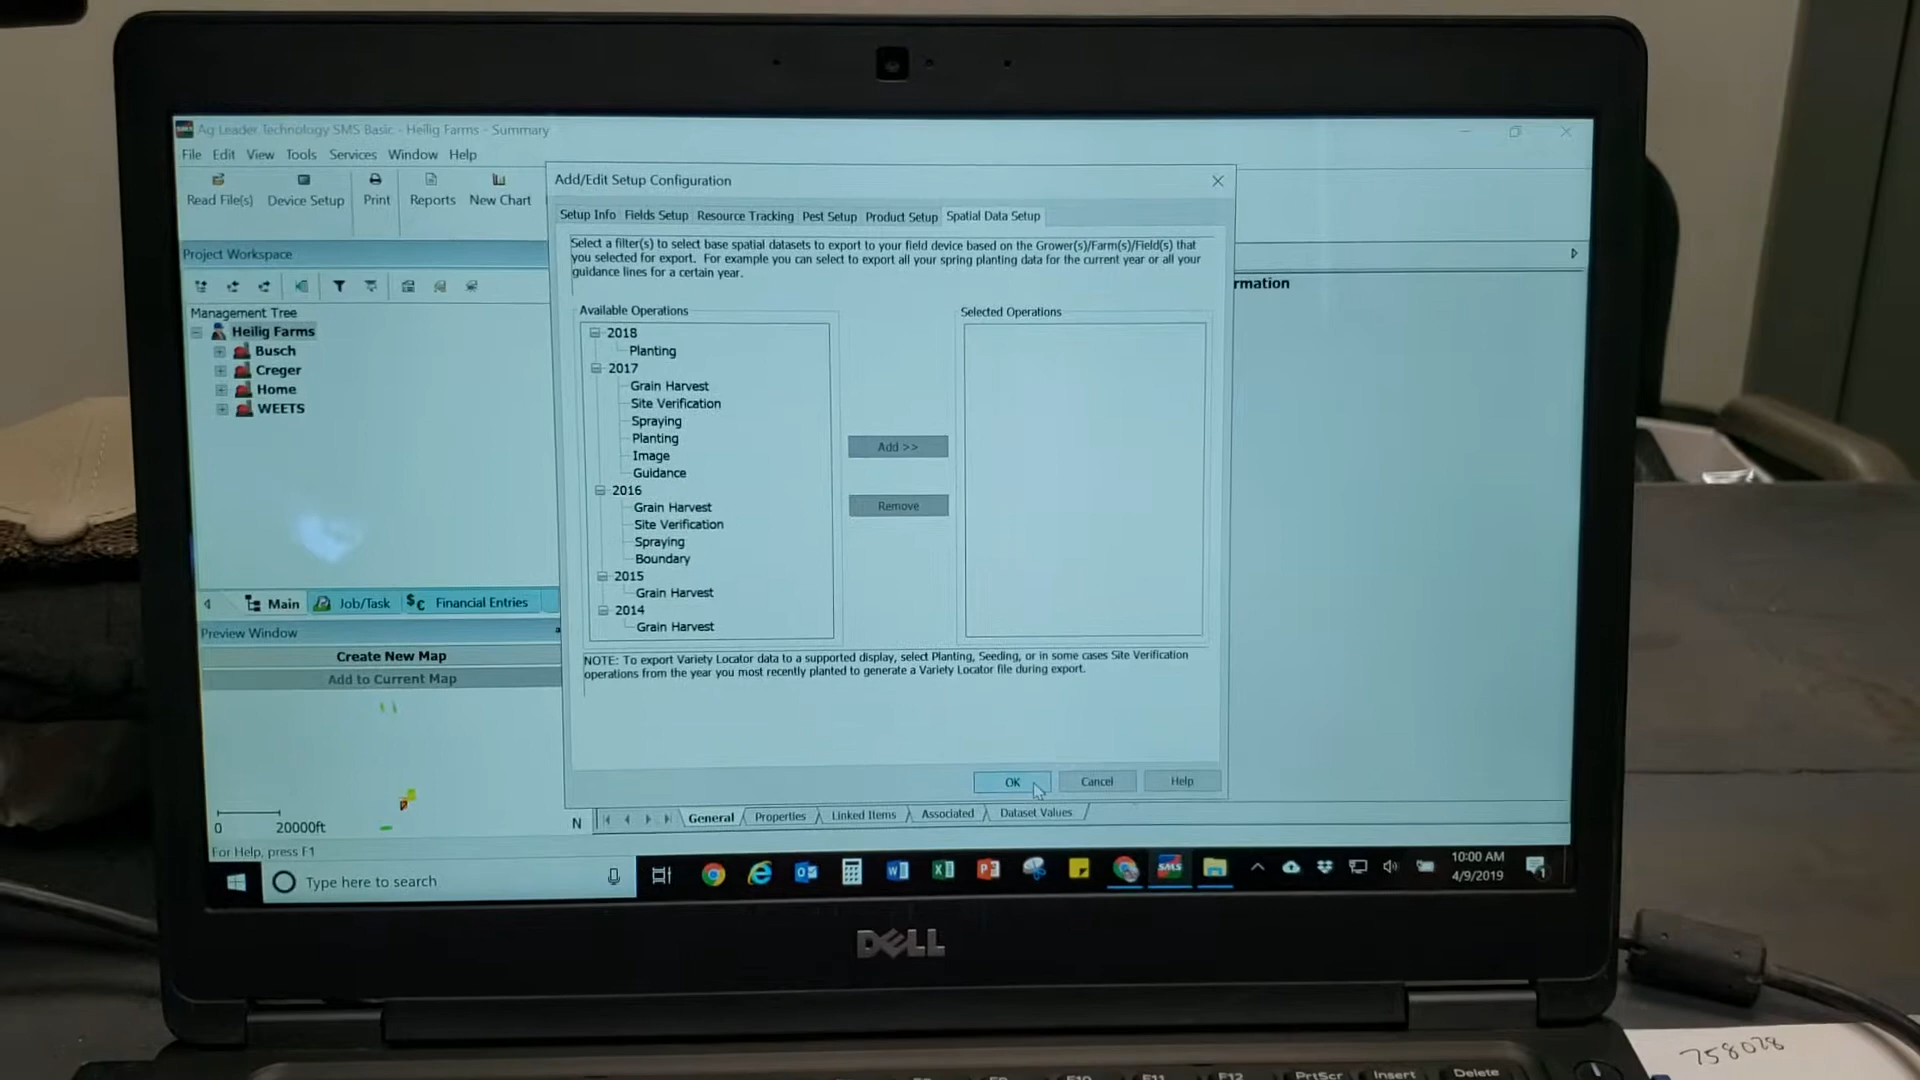 Ag Leader Technology SMS Basic - Heilig Farms - Summary
File Edit View Tools Services Window Help
Read File(s) Device Setup Print Reports New Chart
Project Workspace
Management Tree
Heilig Farms
Busch
Creger
Home
WEETS
Main Job/Task Financial Entries
Preview Window
Create New Map
Add to Current Map
0 20000ft
N
For Help, press F1
Add/Edit Setup Configuration
Setup Info Fields Setup Resource Tracking Pest Setup Product Setup Spatial Data Setup
Select a filter(s) to select base spatial datasets to export to your field device based on the Grower(s)/Farm(s)/Field(s) that
you selected for export. For example you can select to export all your spring planting data for the current year or all your
guidance lines for a certain year.
Available Operations
2018
Planting
2017
Grain Harvest
Site Verification
Spraying
Planting
Image
Guidance
2016
Grain Harvest
Site Verification
Spraying
Boundary
2015
Grain Harvest
2014
Grain Harvest
Add >>
Remove
Selected Operations
NOTE: To export Variety Locator data to a supported display, select Planting, Seeding, or in some cases Site Verification
operations from the year you most recently planted to generate a Variety Locator file during export.
OK Cancel Help
rmation
General Properties Linked Items Associated Dataset Values
Type here to search
SMS
10:00 AM
4/9/2019
1
DELL
F11 F12 PrtScr Insert Delete
758028